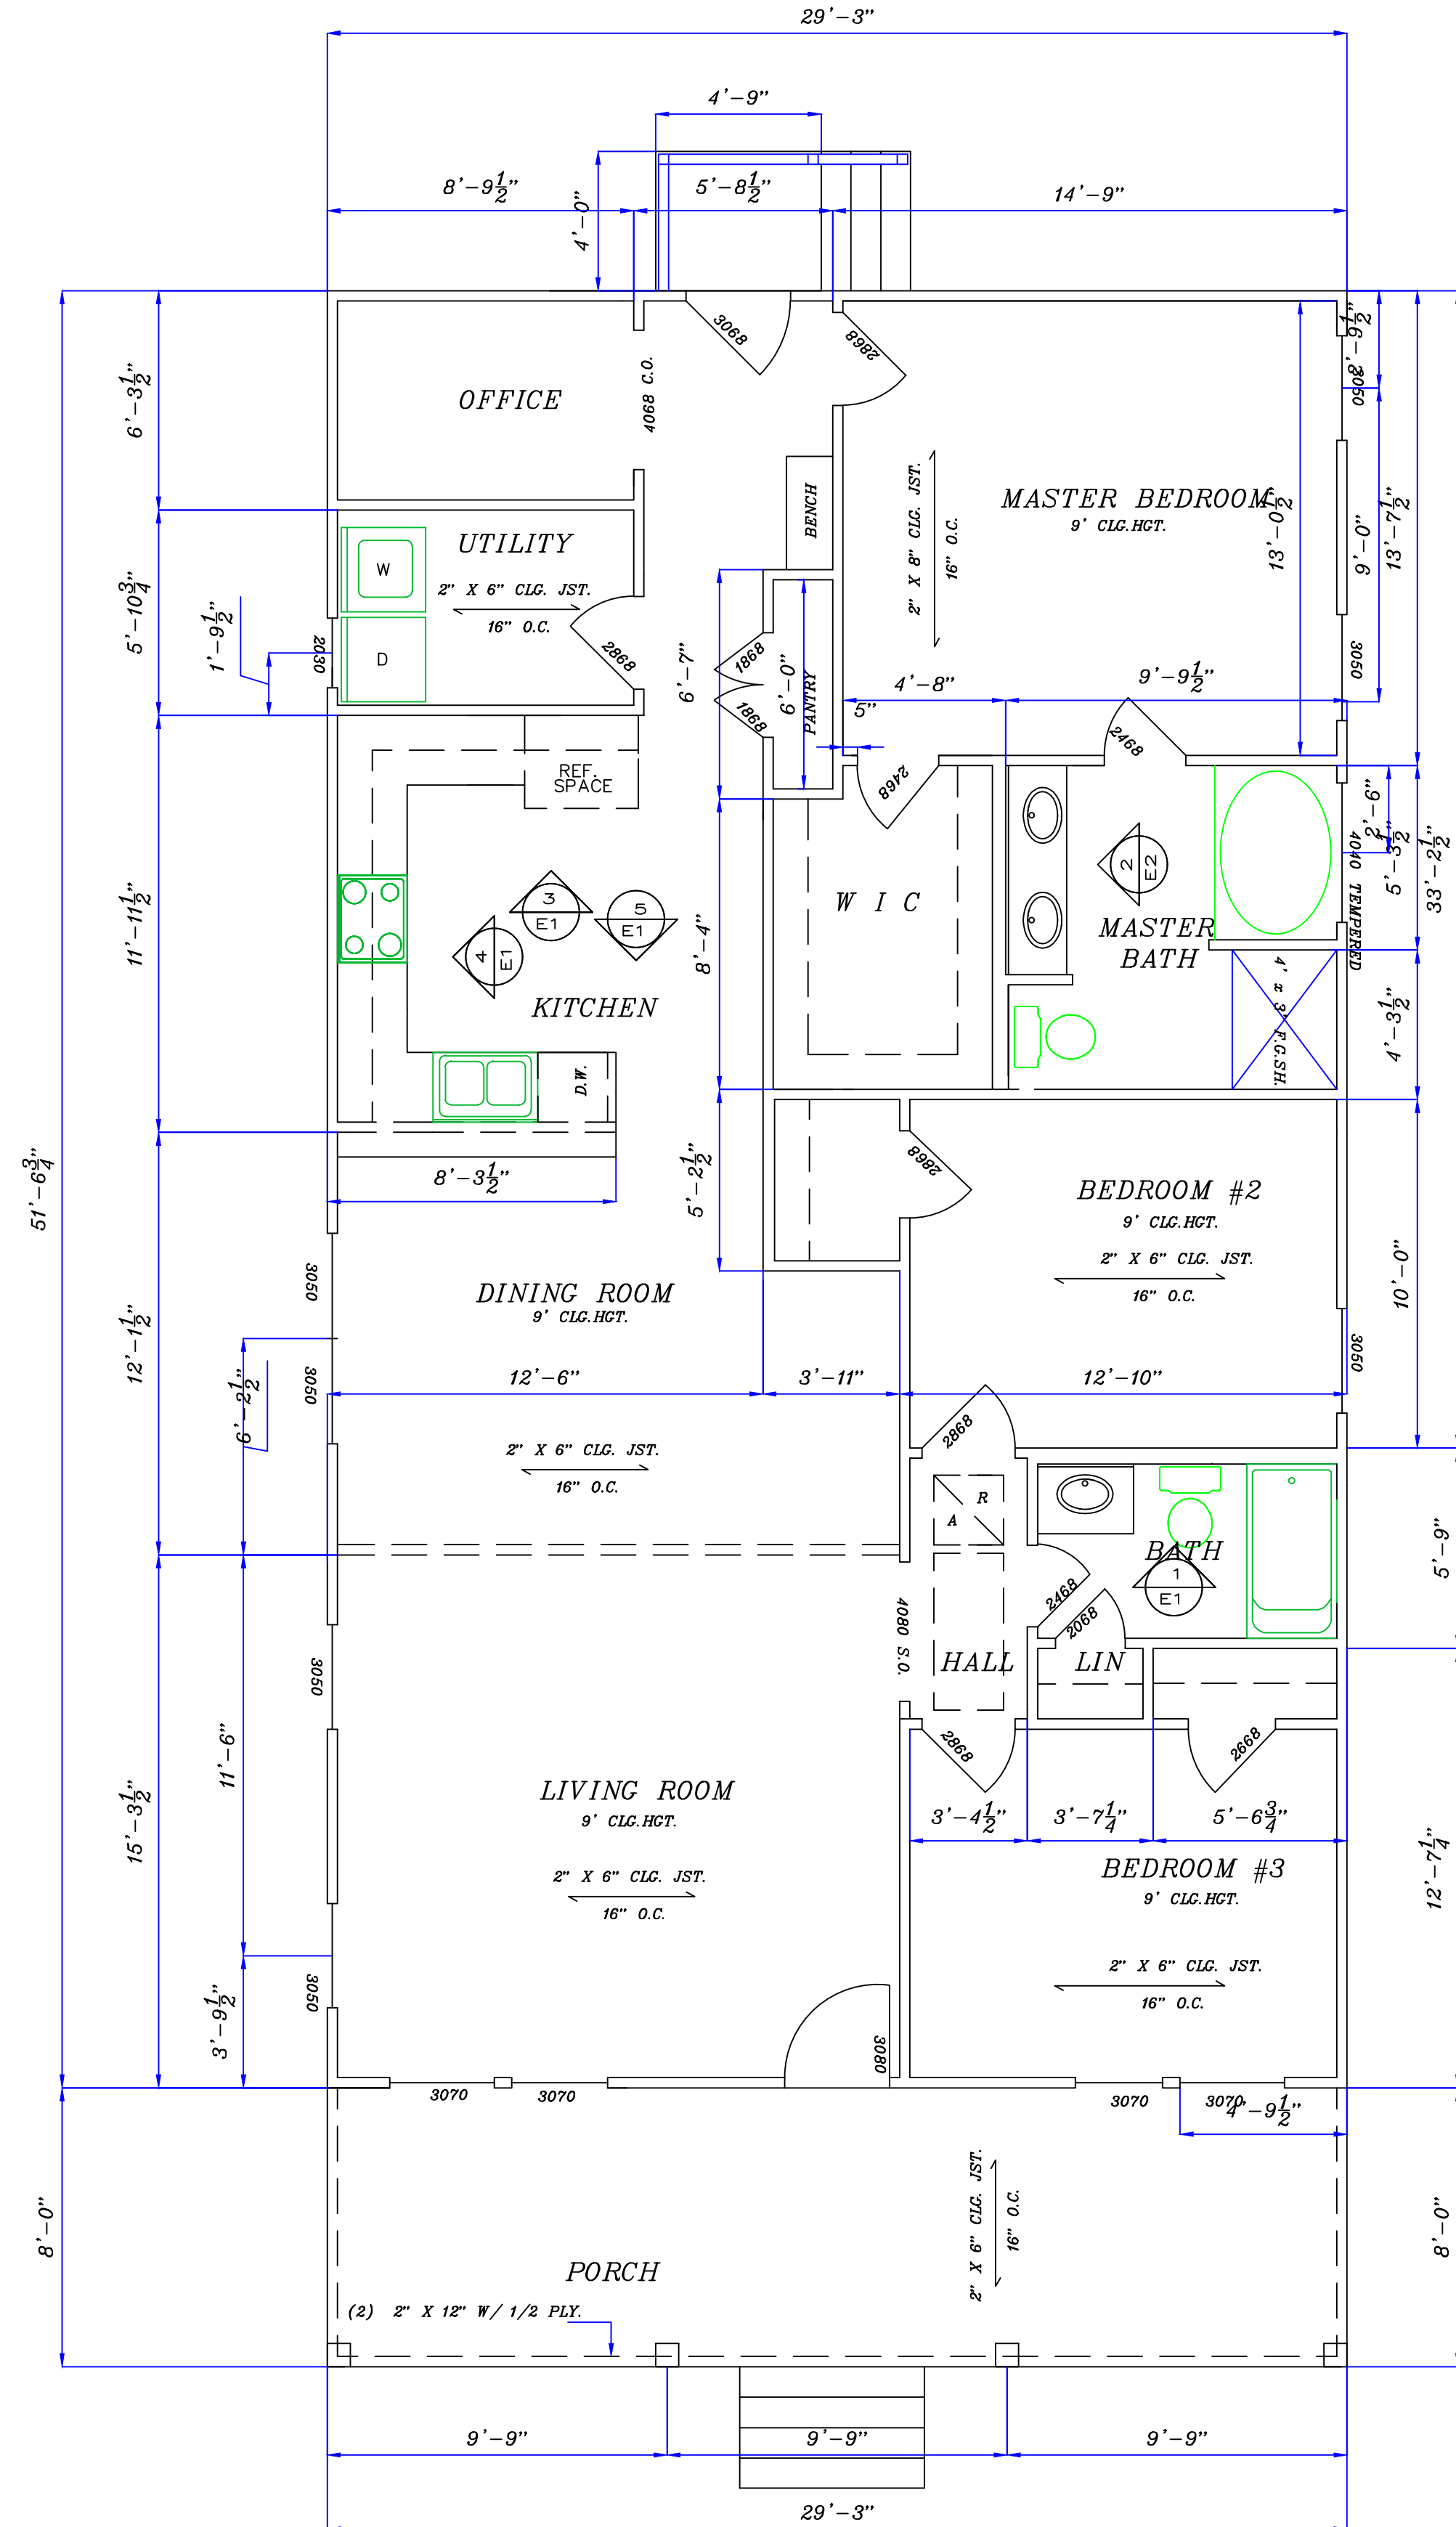 29'-3"
4'-9"
8'-9 1/2"
5'-8 1/2"
14'-9"
4'-0"
3068
2868
OFFICE
4068 C.O.
6'-3 1/2"
2'-9 1/2"
3050
BENCH
2" X 8" CLG. JST.
16" O.C.
MASTER BEDROOM
9' CLG.HGT.
13'-0 1/2"
9'-0"
13'-7 1/2"
UTILITY
W
2" X 6" CLG. JST.
16" O.C.
D
2868
5'-10 3/4"
1'-9 1/2"
2030
6'-7"
1868
1868
6'-0"
PANTRY
4'-8"
9'-9 1/2"
5"
3050
2468
2468
REF.
SPACE
2'-6"
4040 TEMPERED
5'-3 1/2"
33'-2 1/2"
11'-11 1/2"
3
E1
5
E1
4
E1
KITCHEN
8'-4"
W I C
2
E2
MASTER
BATH
4' x 3' F.G.SH.
4'-3 1/2"
D.W.
51'-6 3/4"
8'-3 1/2"
5'-2 1/2"
2868
BEDROOM #2
9' CLG.HGT.
2" X 6" CLG. JST.
16" O.C.
10'-0"
3050
DINING ROOM
9' CLG.HGT.
12'-1 1/2"
3050
3050
6'-2 1/2"
12'-6"
3'-11"
12'-10"
2868
2" X 6" CLG. JST.
16" O.C.
R
A
BATH
1
E1
5'-9"
2468
2068
4080 S.O.
HALL
LIN
3050
11'-6"
2868
2668
LIVING ROOM
9' CLG.HGT.
15'-3 1/2"
3'-4 1/2"
3'-7 1/4"
5'-6 3/4"
2" X 6" CLG. JST.
16" O.C.
BEDROOM #3
9' CLG.HGT.
12'-7 1/4"
2" X 6" CLG. JST.
16" O.C.
3050
3'-9 1/2"
3080
3070
3070
3070
3070
4'-9 1/2"
8'-0"
2" X 6" CLG. JST.
16" O.C.
8'-0"
PORCH
(2) 2" X 12" W/ 1/2 PLY.
9'-9"
9'-9"
9'-9"
29'-3"